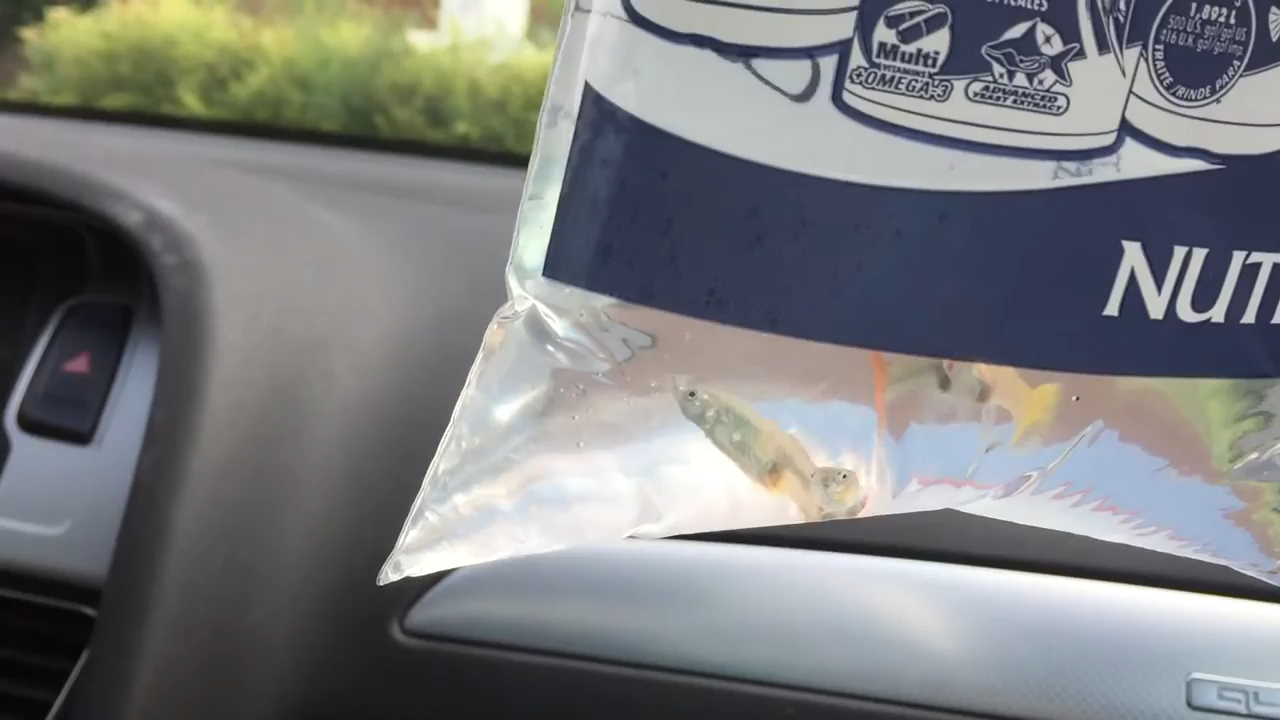 1,892 L
500 U.S. gal/gal US
416 U.K. gal/gal imp.
TRAITE/RINDE PARA
Multi
VITAMINS
+OMEGA-3
ADVANCED
YEAST EXTRACT
NUT